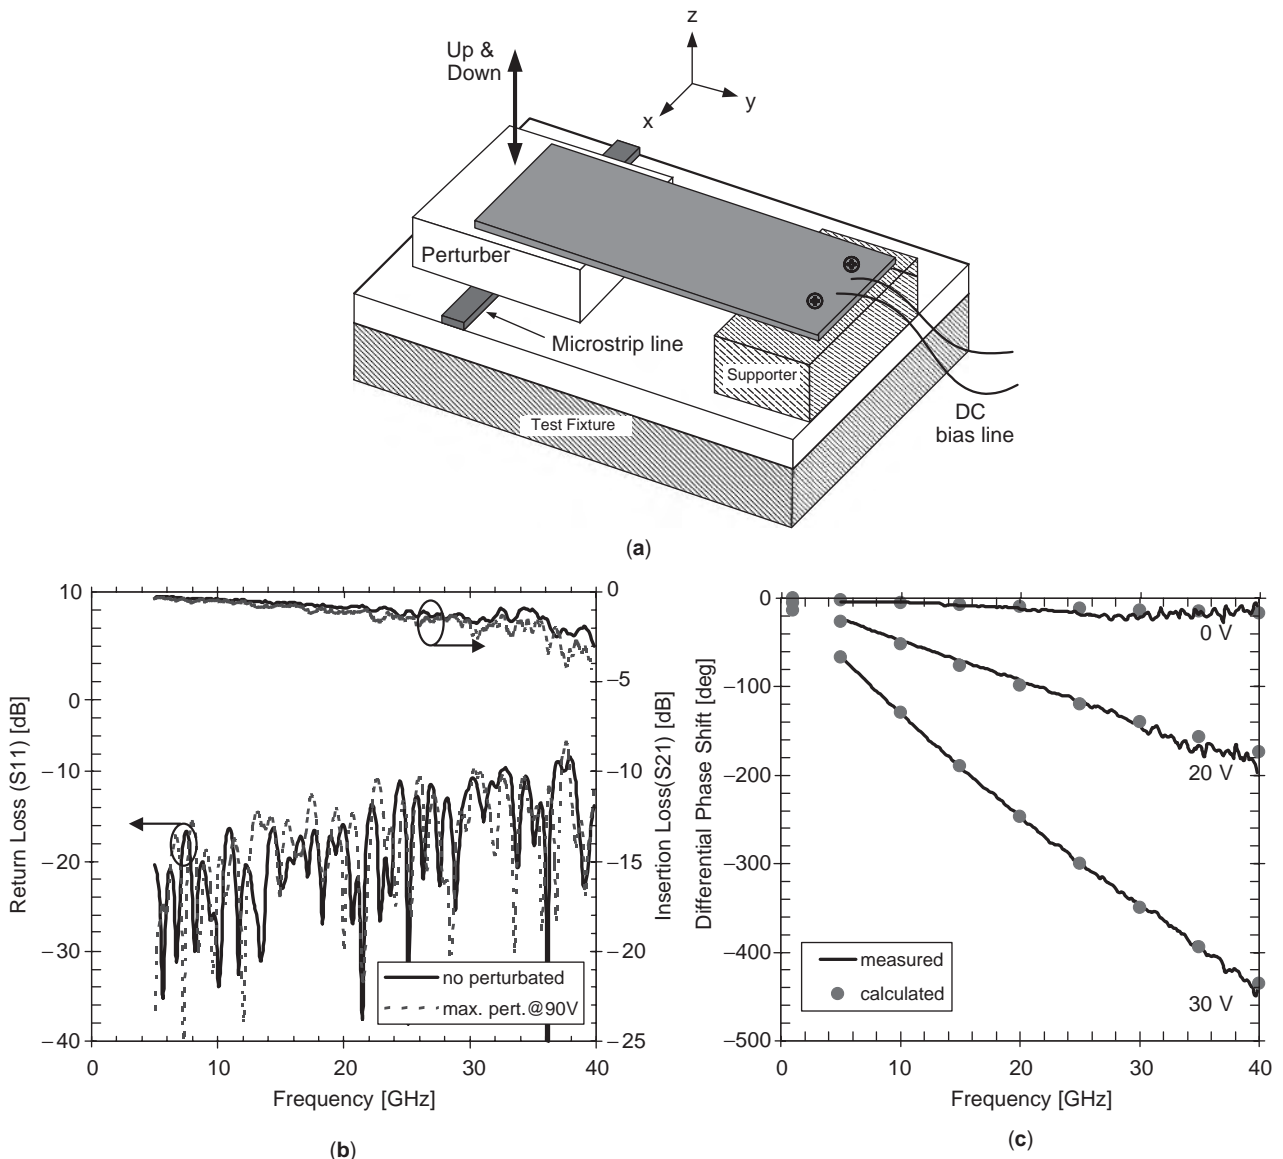 z
Up &
Down
y
x
Perturber
Microstrip line
Supporter
Test Fixture
DC
bias line
(a)
10
0
−10
−20
−30
−40
Return Loss (S11) [dB]
0
−5
−10
−15
−20
−25
Insertion Loss(S21) [dB]
no perturbated
max. pert.@90V
0
10
20
30
40
Frequency [GHz]
(b)
0
−100
−200
−300
−400
−500
Differential Phase Shift [deg]
0 V
20 V
30 V
measured
calculated
0
10
20
30
40
Frequency [GHz]
(c)